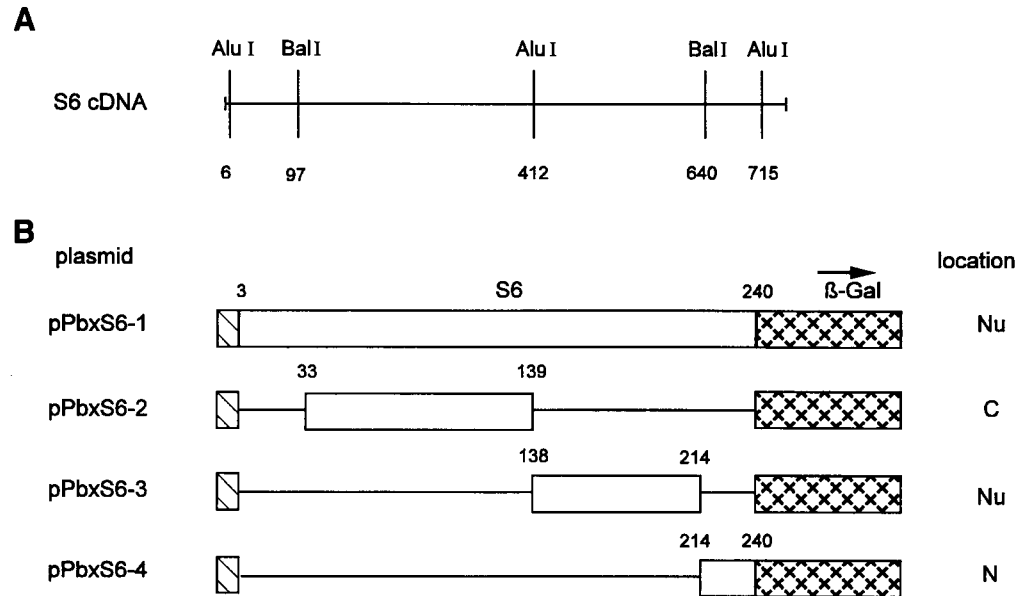 A
Alu I Bal I Alu I Bal I Alu I
S6 cDNA
6 97 412 640 715
B
plasmid location
3 S6 240 ß-Gal
pPbxS6-1 Nu
33 139
pPbxS6-2 C
138 214
pPbxS6-3 Nu
214 240
pPbxS6-4 N